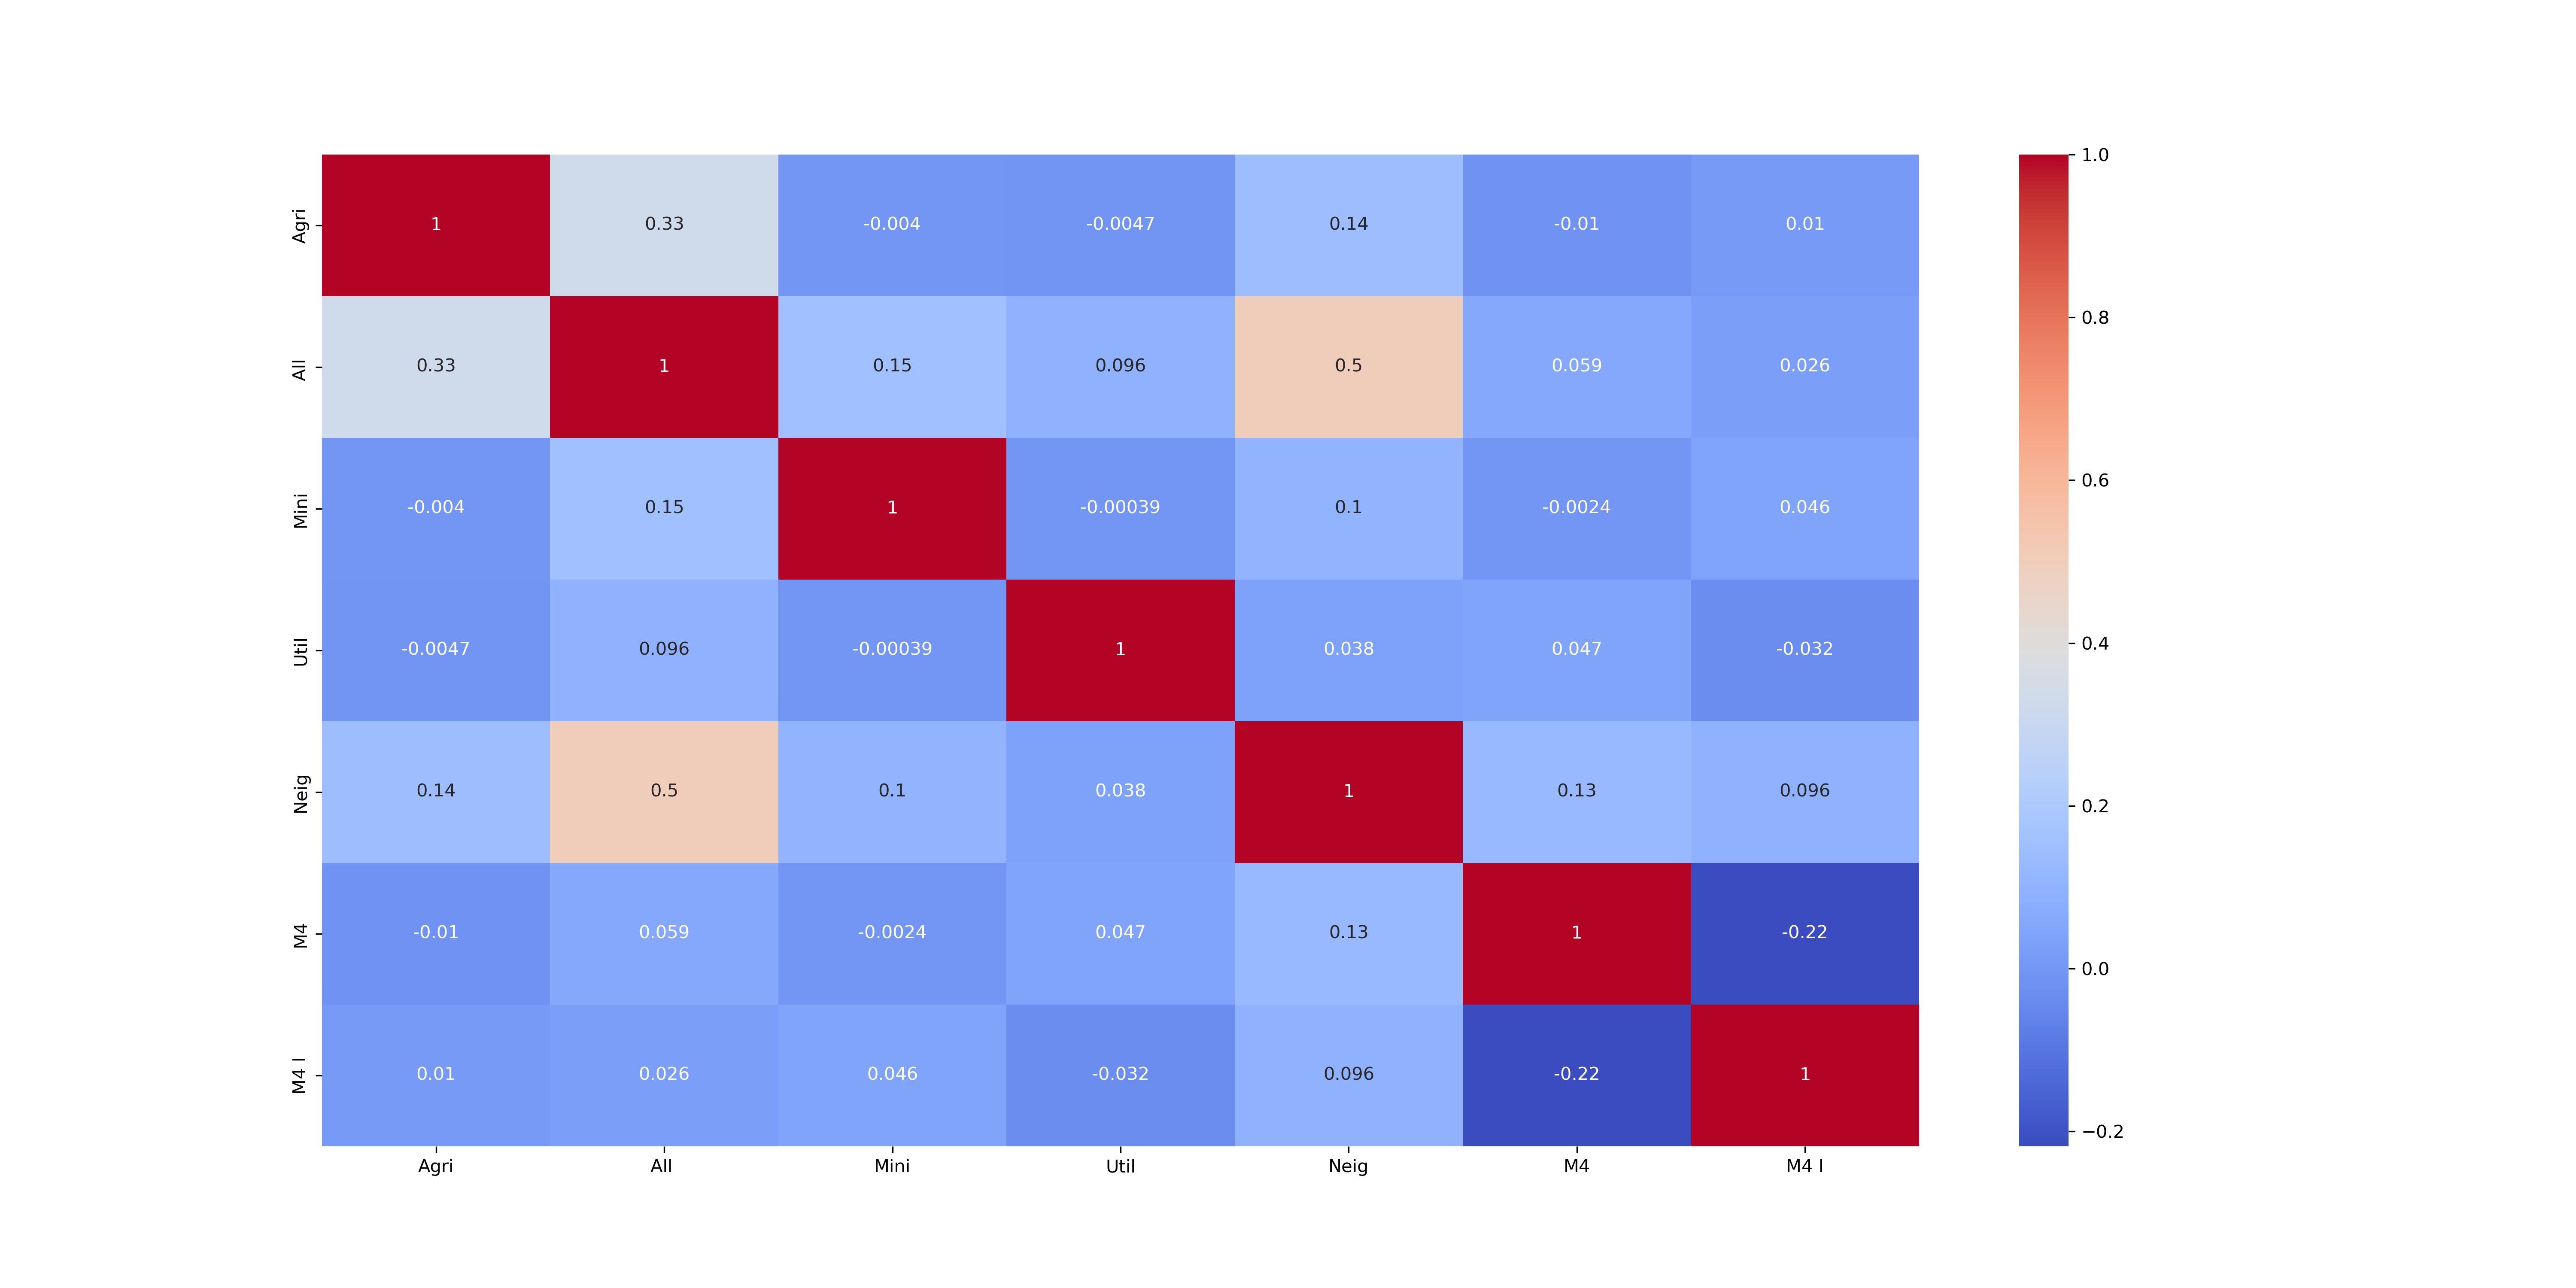 Agri 1 0.33 -0.004 -0.0047 0.14 -0.01 0.01
All 0.33 1 0.15 0.096 0.5 0.059 0.026
Mini -0.004 0.15 1 -0.00039 0.1 -0.0024 0.046
Util -0.0047 0.096 -0.00039 1 0.038 0.047 -0.032
Neig 0.14 0.5 0.1 0.038 1 0.13 0.096
M4 -0.01 0.059 -0.0024 0.047 0.13 1 -0.22
M4 I 0.01 0.026 0.046 -0.032 0.096 -0.22 1
Agri All Mini Util Neig M4 M4 I
1.0
0.8
0.6
0.4
0.2
0.0
−0.2